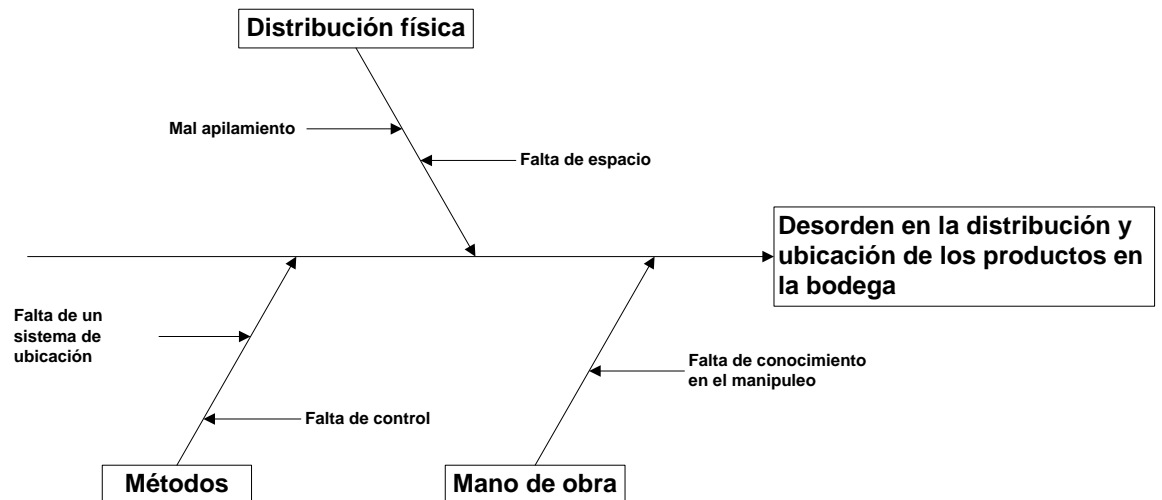 Distribución física
Mal apilamiento
Falta de espacio
Desorden en la distribución y
ubicación de los productos en
la bodega
Falta de un
sistema de
ubicación
Falta de conocimiento
en el manipuleo
Falta de control
Métodos
Mano de obra